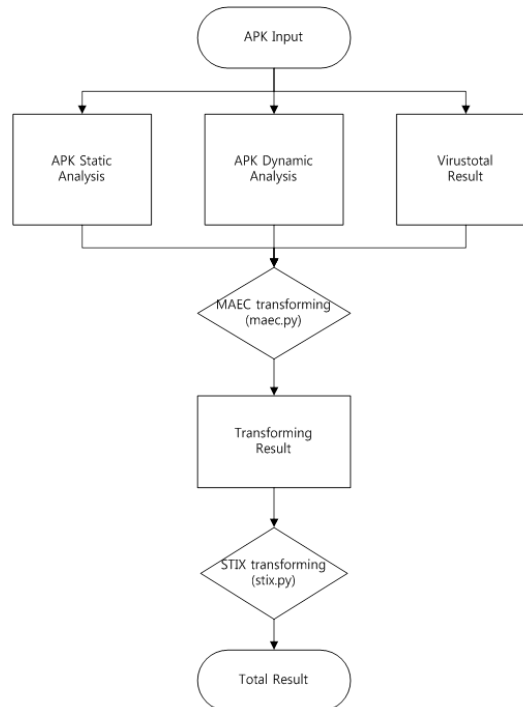 APK Input
APK Static
Analysis
APK Dynamic
Analysis
Virustotal
Result
MAEC transforming
(maec.py)
Transforming
Result
STIX transforming
(stix.py)
Total Result